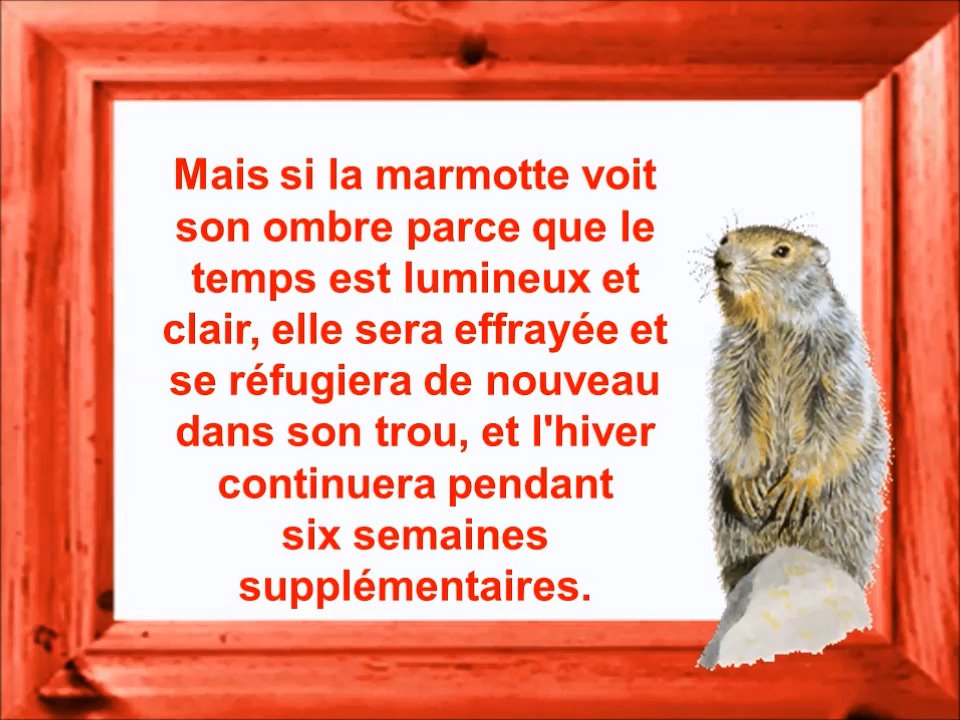 Mais si la marmotte voit
son ombre parce que le
temps est lumineux et
clair, elle sera effrayée et
se réfugiera de nouveau
dans son trou, et l'hiver
continuera pendant
six semaines
supplémentaires.